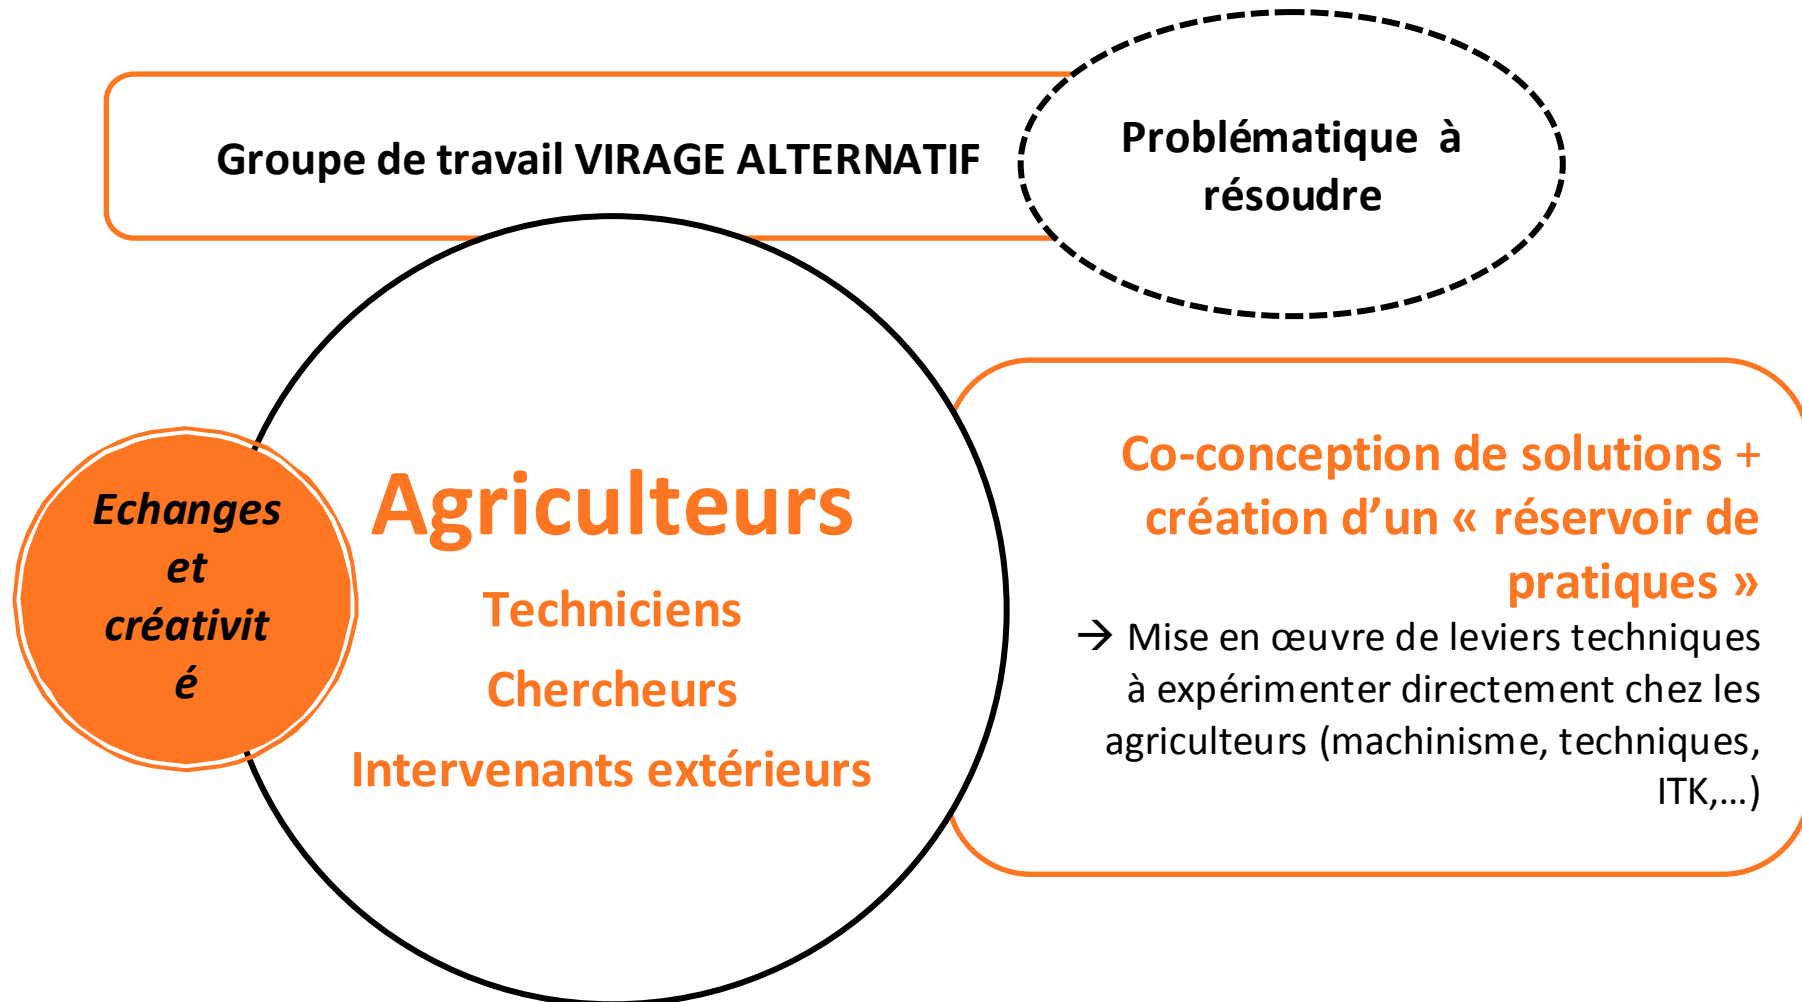 Groupe de travail VIRAGE ALTERNATIF
Problématique à
résoudre
Echanges
et
créativit
é
Agriculteurs
Techniciens
Chercheurs
Intervenants extérieurs
Co-conception de solutions +
création d’un « réservoir de
pratiques »
→ Mise en œuvre de leviers techniques
à expérimenter directement chez les
agriculteurs (machinisme, techniques,
ITK,…)